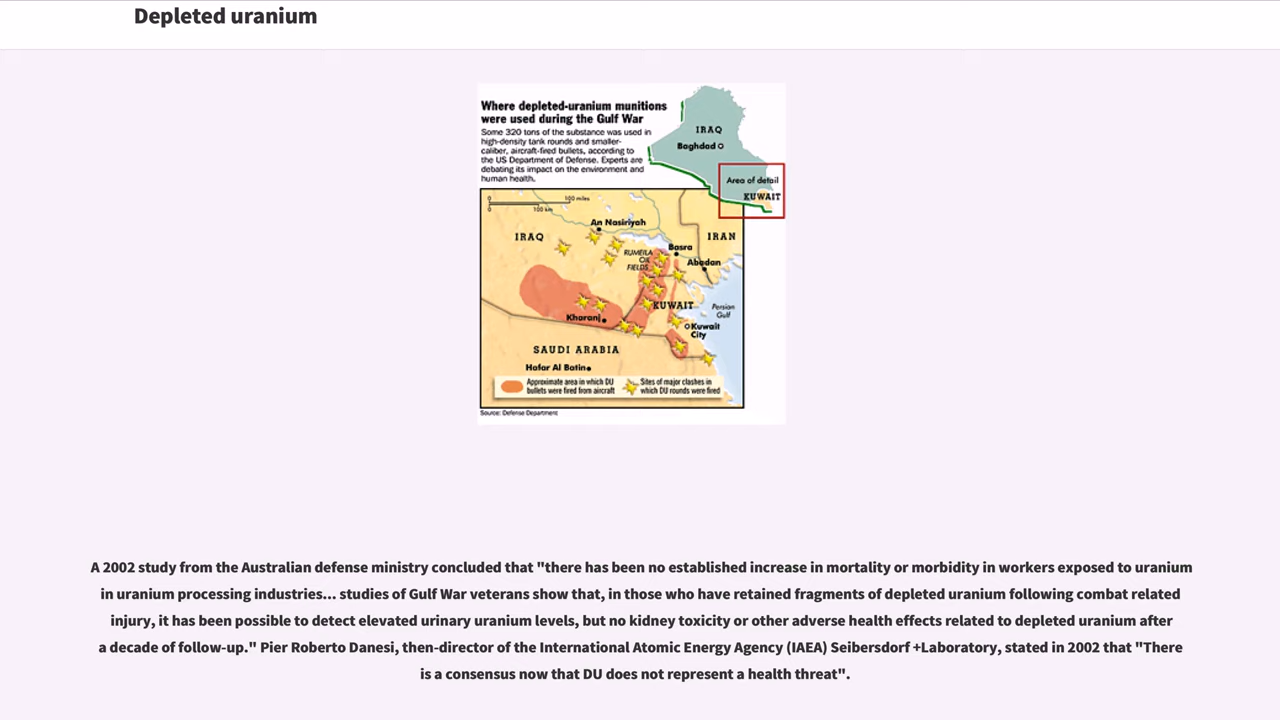 Depleted uranium
Where depleted-uranium munitions
were used during the Gulf War
Some 320 tons of the substance was used in
high-density tank rounds and smaller-
caliber, aircraft-fired bullets, according to
the US Department of Defense. Experts are
debating its impact on the environment and
human health.
IRAQ
Baghdad
Area of detail
KUWAIT
0 100 miles
0 100 km
An Nasiriyah
IRAQ
IRAN
Basra
RUMEILA
OIL
FIELDS
Abadan
KUWAIT
Persian
Gulf
Kharanj
Kuwait
City
SAUDI ARABIA
Hafar Al Batin
Approximate area in which DU
bullets were fired from aircraft
Sites of major clashes in
which DU rounds were fired
Source: Defense Department
A 2002 study from the Australian defense ministry concluded that "there has been no established increase in mortality or morbidity in workers exposed to uranium
in uranium processing industries... studies of Gulf War veterans show that, in those who have retained fragments of depleted uranium following combat related
injury, it has been possible to detect elevated urinary uranium levels, but no kidney toxicity or other adverse health effects related to depleted uranium after
a decade of follow-up." Pier Roberto Danesi, then-director of the International Atomic Energy Agency (IAEA) Seibersdorf +Laboratory, stated in 2002 that "There
is a consensus now that DU does not represent a health threat".